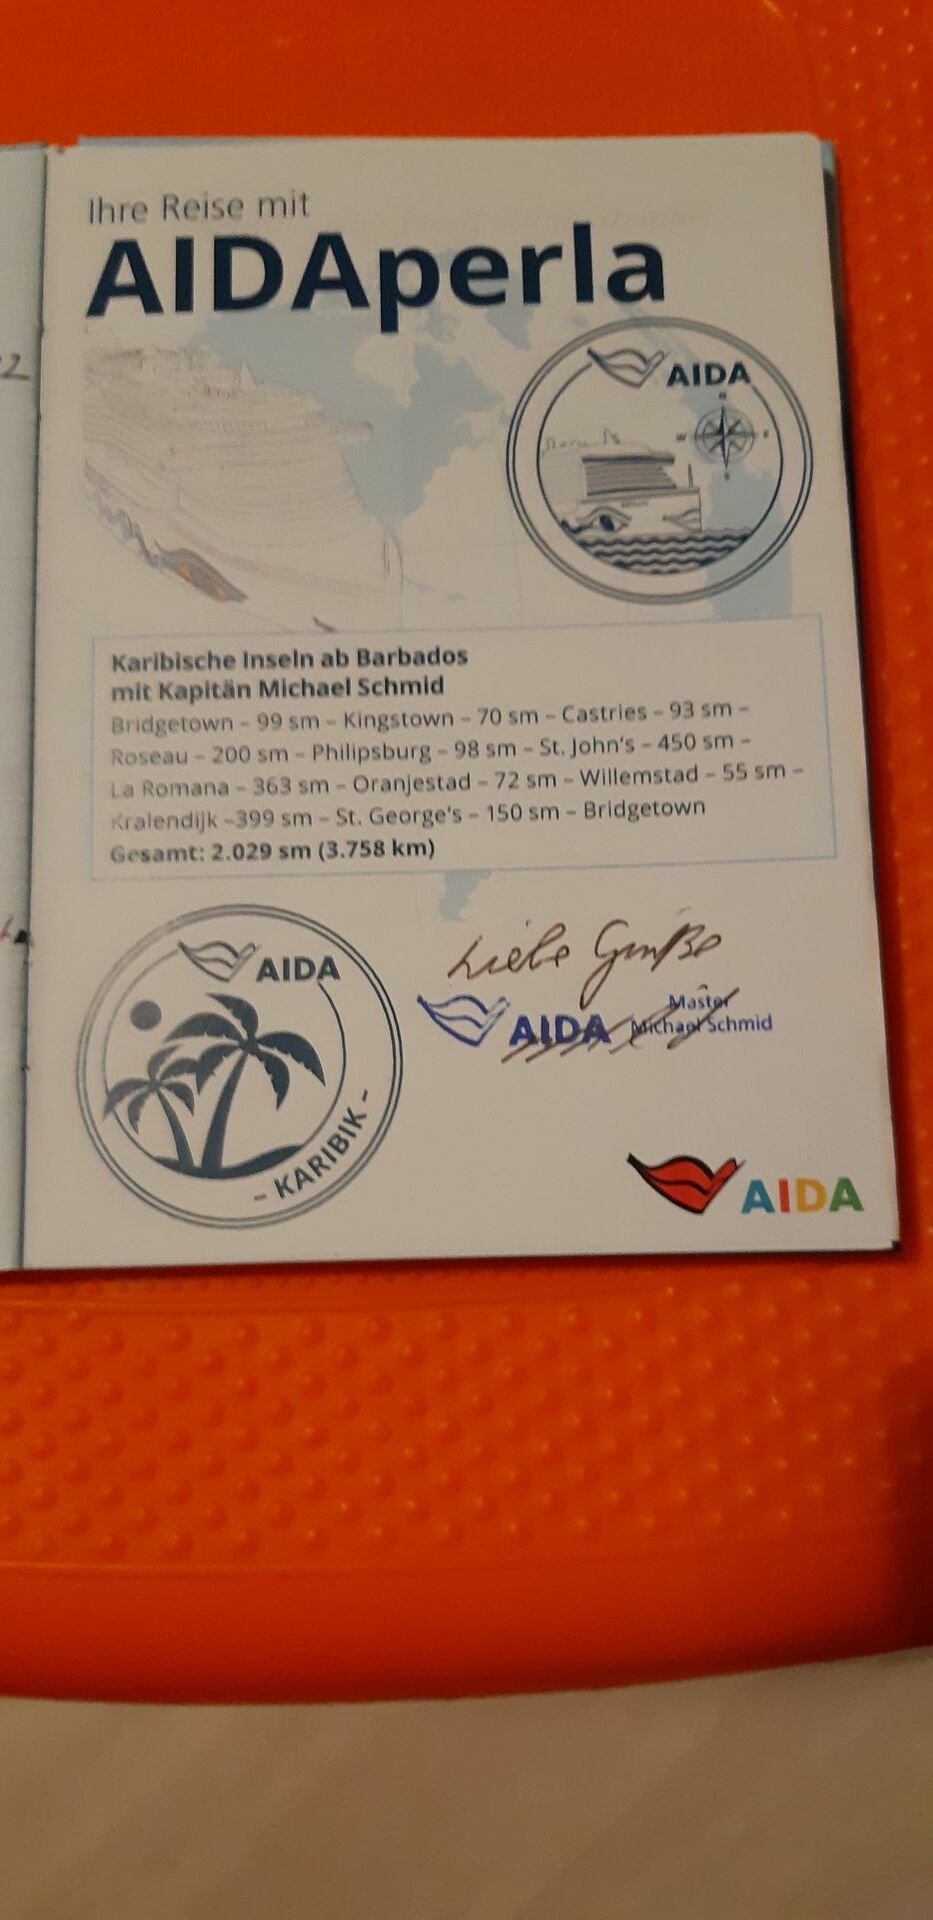 Ihre Reise mit
AIDAperla
AIDA
N
W E
S
Karibische Inseln ab Barbados
mit Kapitän Michael Schmid
Bridgetown – 99 sm – Kingstown – 70 sm – Castries – 93 sm –
Roseau – 200 sm – Philipsburg – 98 sm – St. John's – 450 sm –
La Romana – 363 sm – Oranjestad – 72 sm – Willemstad – 55 sm –
Kralendijk –399 sm – St. George's – 150 sm – Bridgetown
Gesamt: 2.029 sm (3.758 km)
AIDA
- KARIBIK -
Liebe Grüße
AIDA Master
Michael Schmid
AIDA